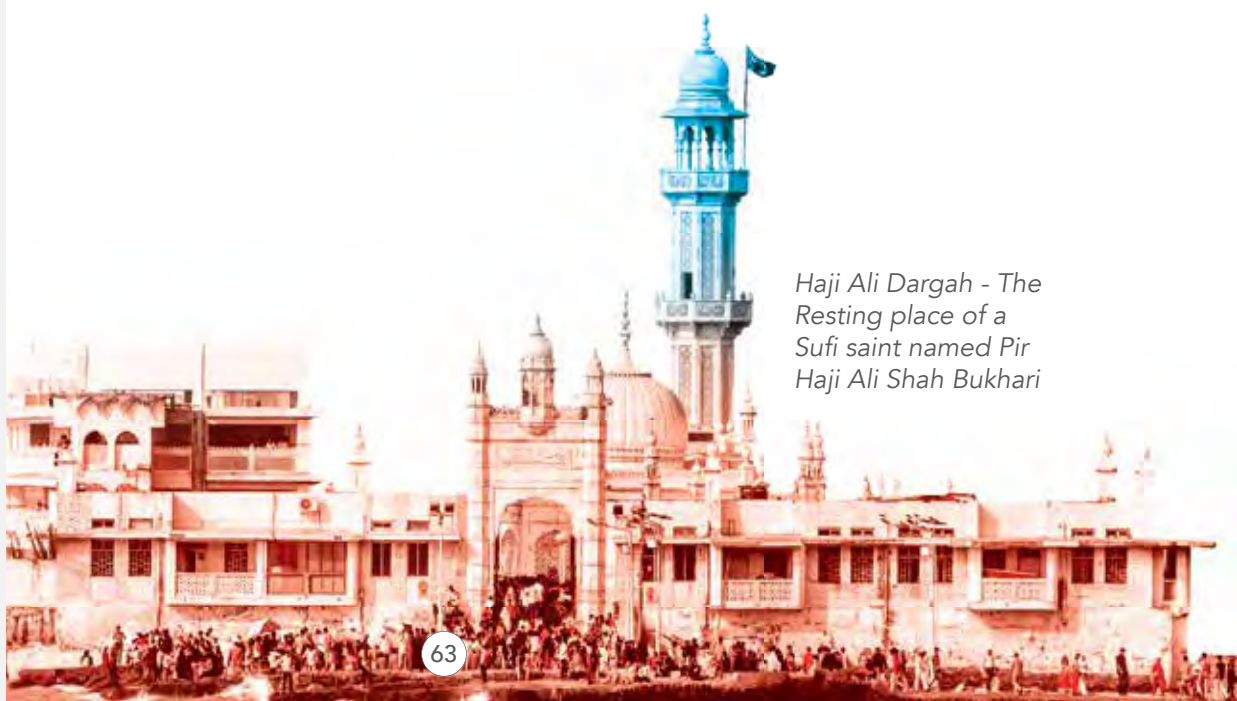 Haji Ali Dargah - The
Resting place of a
Sufi saint named Pir
Haji Ali Shah Bukhari
63